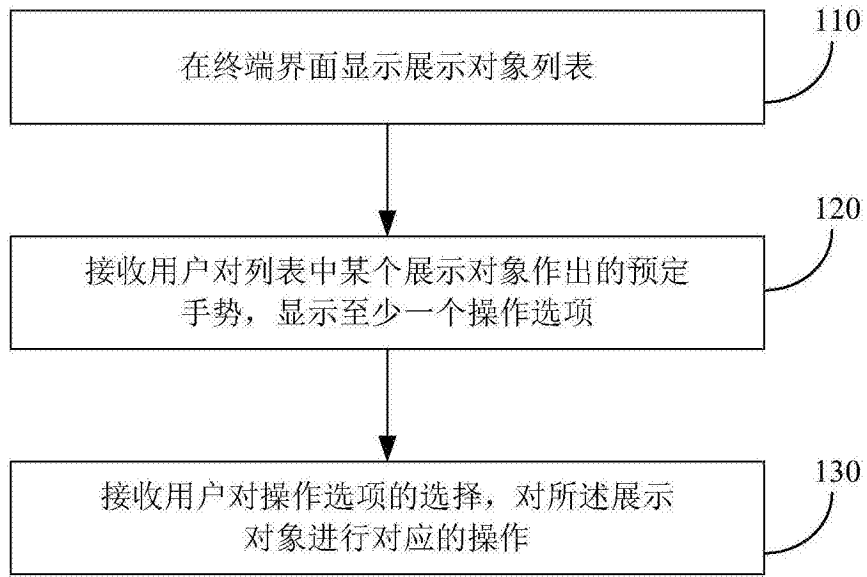 110
在终端界面显示展示对象列表
120
接收用户对列表中某个展示对象作出的预定
手势，显示至少一个操作选项
130
接收用户对操作选项的选择，对所述展示
对象进行对应的操作